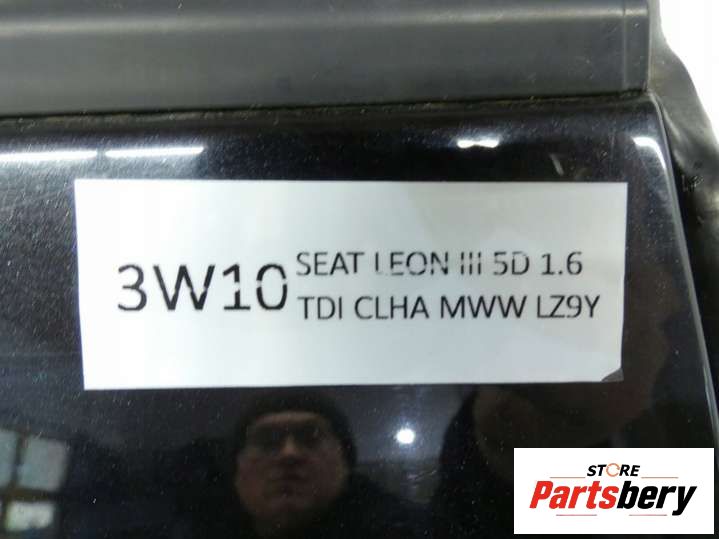 3W10
SEAT LEON III 5D 1.6
TDI CLHA MWW LZ9Y
STORE
Partsbery